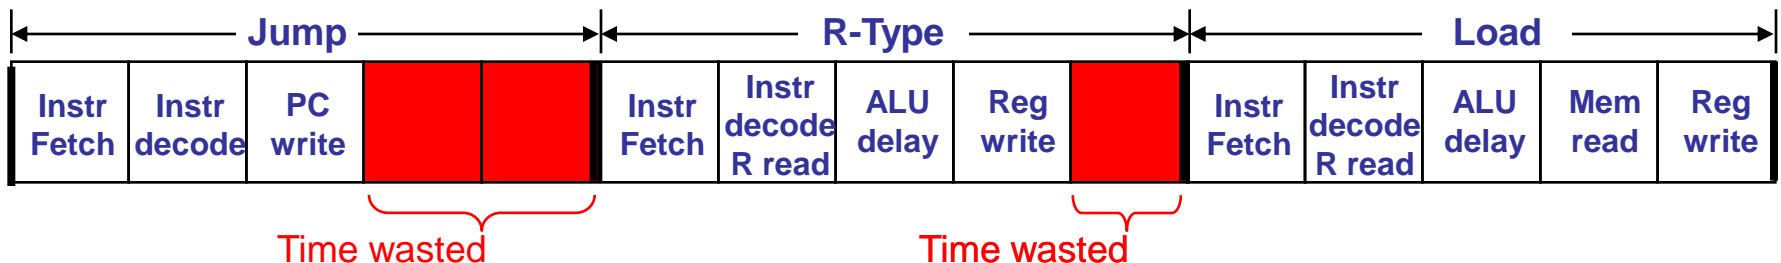 Jump
R-Type
Load
Instr
Fetch
Instr
decode
PC
write
Instr
Fetch
Instr
decode
R read
ALU
delay
Reg
write
Instr
Fetch
Instr
decode
R read
ALU
delay
Mem
read
Reg
write
Time wasted
Time wasted